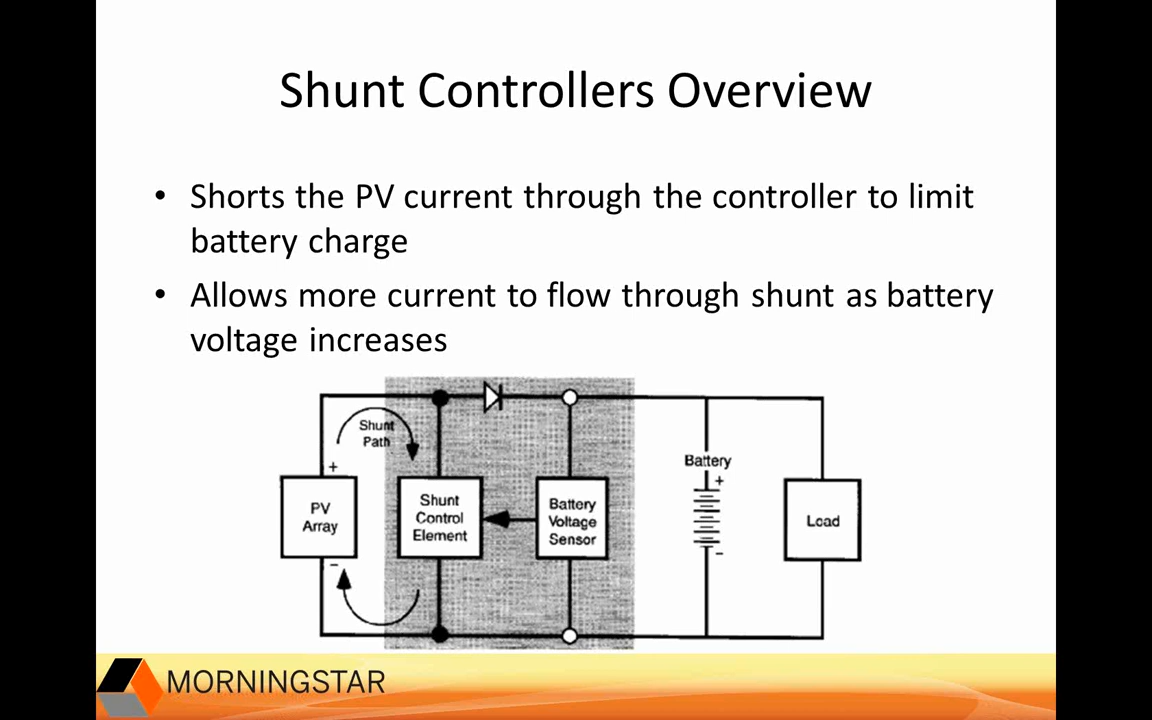 Shunt Controllers Overview
• Shorts the PV current through the controller to limit
battery charge
• Allows more current to flow through shunt as battery
voltage increases
Shunt
Path
+
PV
Array
-
Shunt
Control
Element
Battery
Voltage
Sensor
Battery
+
-
Load
MORNINGSTAR